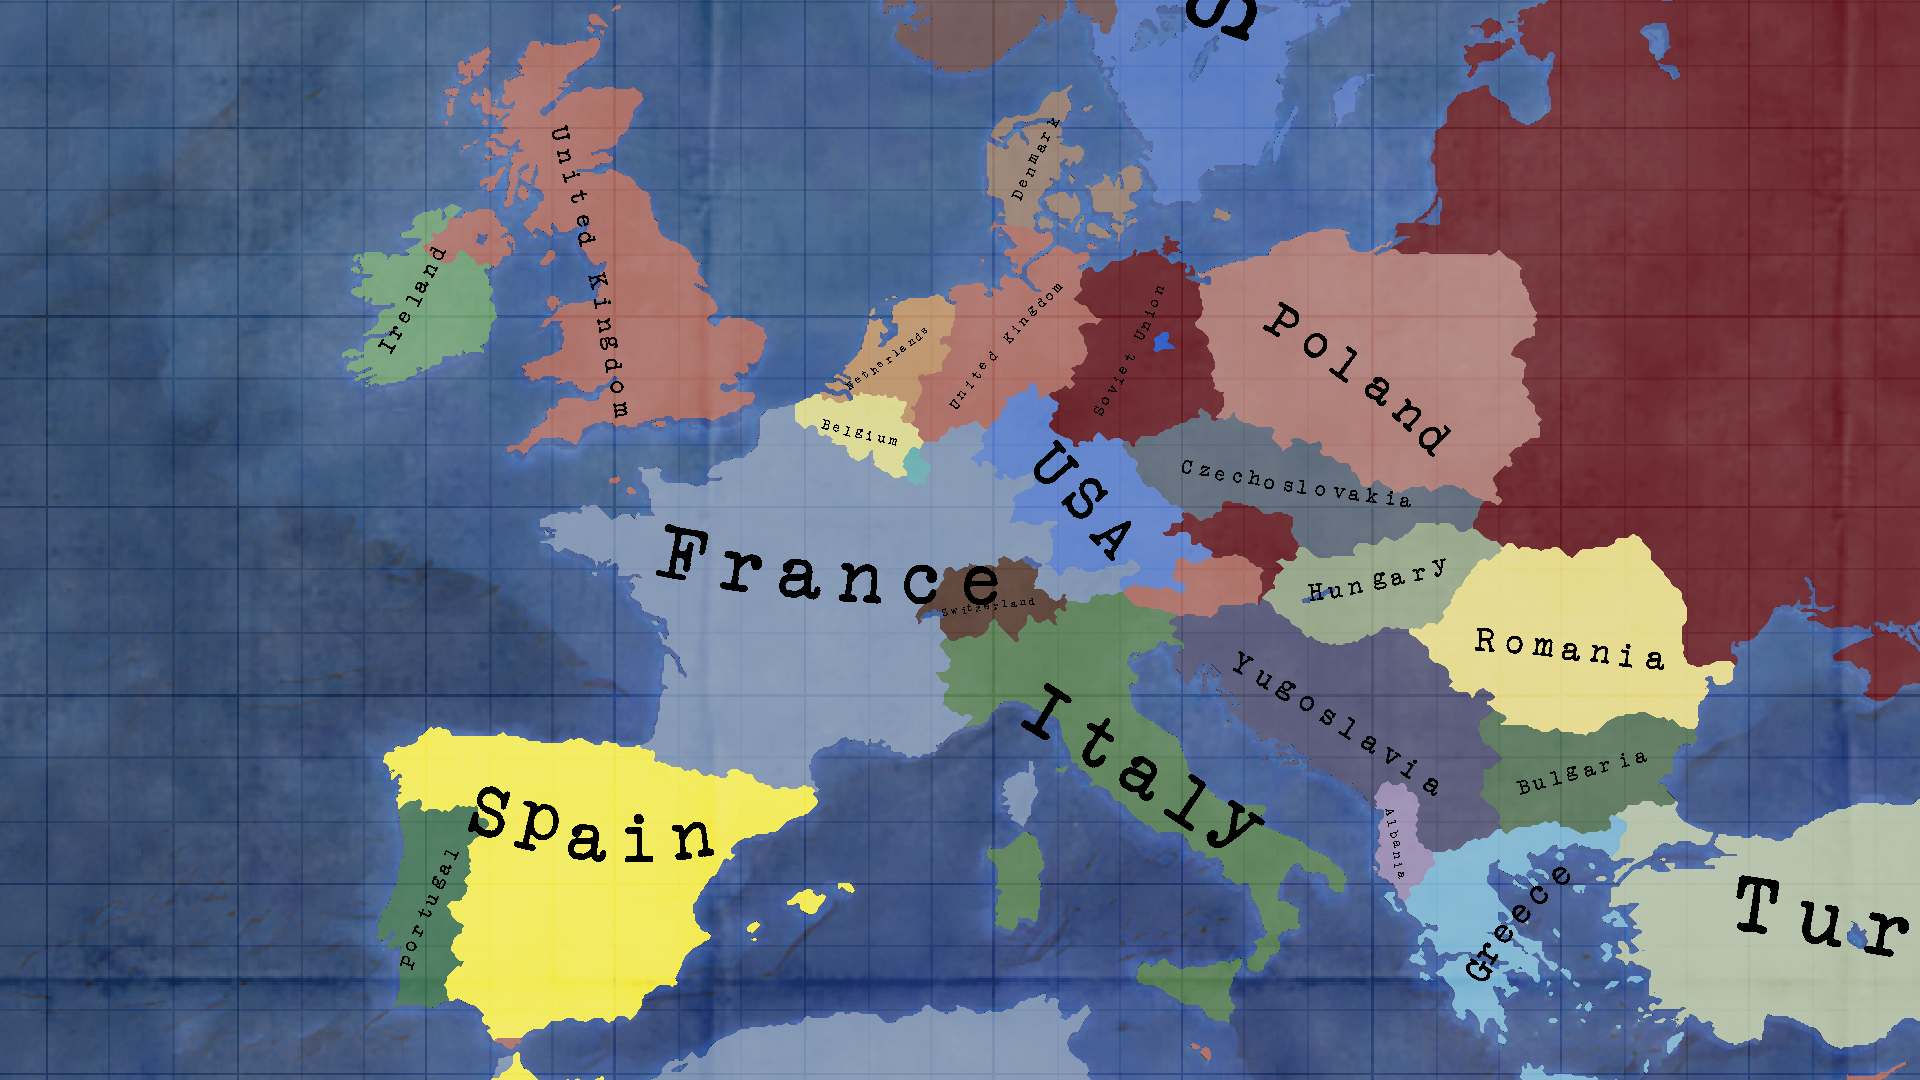 S
Denmark
United Kingdom
Ireland
Netherlands
United Kingdom
Soviet Union
Poland
Belgium
USA
Czechoslovakia
France
Switzerland
Hungary
Romania
Yugoslavia
Italy
Bulgaria
Spain
Portugal
Albania
Greece
Tur